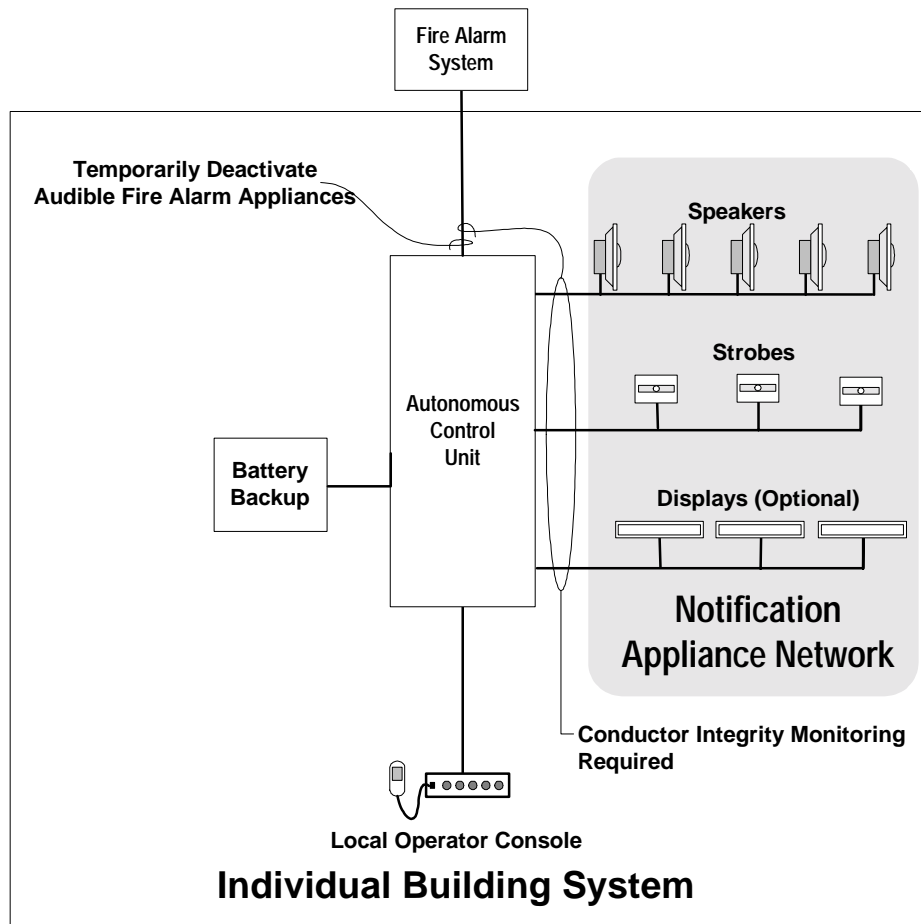 Fire Alarm
System
Temporarily Deactivate
Audible Fire Alarm Appliances
Speakers
Strobes
Autonomous
Control
Unit
Battery
Backup
Displays (Optional)
Notification
Appliance Network
Conductor Integrity Monitoring
Required
Local Operator Console
Individual Building System